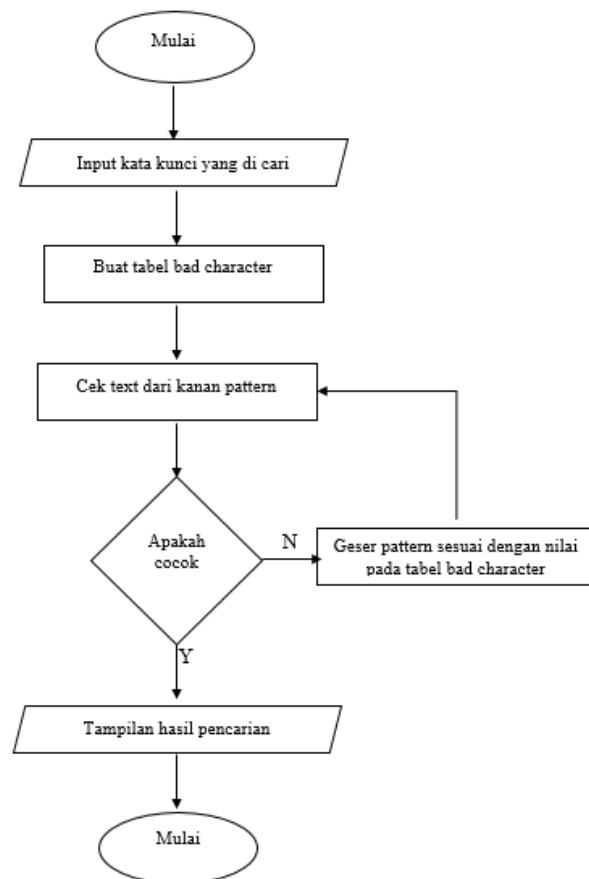 Mulai
Input kata kunci yang di cari
Buat tabel bad character
Cek text dari kanan pattern
Apakah
cocok
N
Geser pattern sesuai dengan nilai
pada tabel bad character
Y
Tampilan hasil pencarian
Mulai